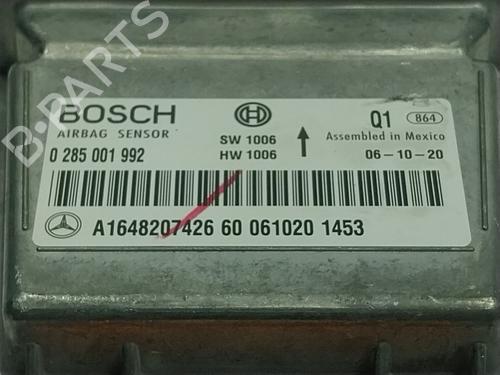 B-PARTS
BOSCH
AIRBAG SENSOR
0 285 001 992
SW 1006
HW 1006
Q1 864
Assembled in Mexico
06-10-20
A1648207426 60 061020 1453